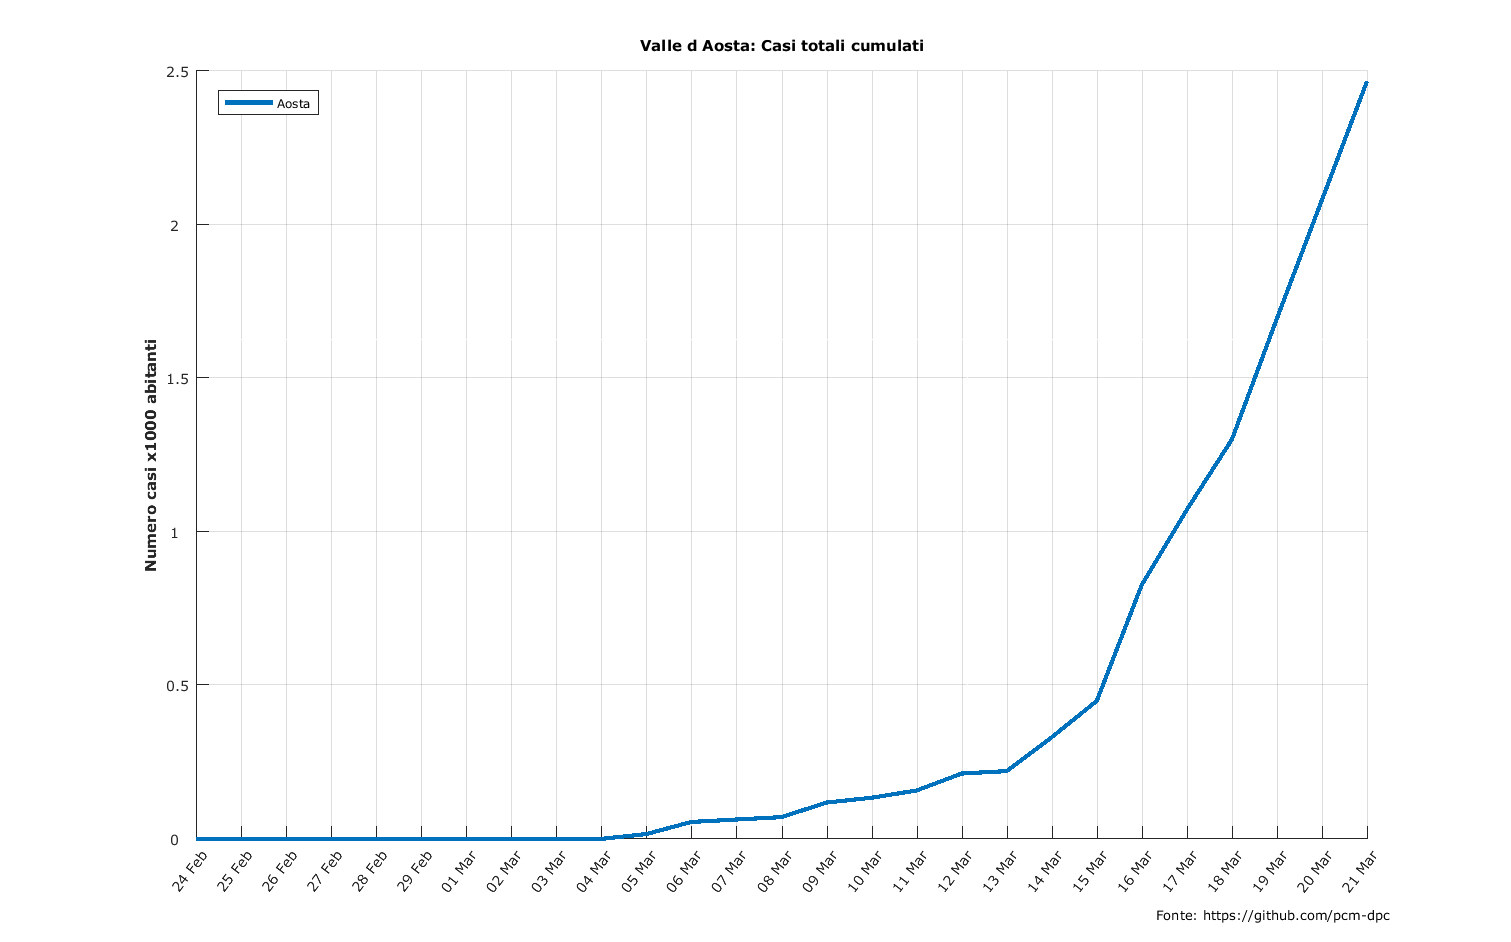 Valle d Aosta: Casi totali cumulati
Aosta
Numero casi x1000 abitanti
2.5
2
1.5
1
0.5
0
24 Feb
25 Feb
26 Feb
27 Feb
28 Feb
29 Feb
01 Mar
02 Mar
03 Mar
04 Mar
05 Mar
06 Mar
07 Mar
08 Mar
09 Mar
10 Mar
11 Mar
12 Mar
13 Mar
14 Mar
15 Mar
16 Mar
17 Mar
18 Mar
19 Mar
20 Mar
21 Mar
Fonte: https://github.com/pcm-dpc